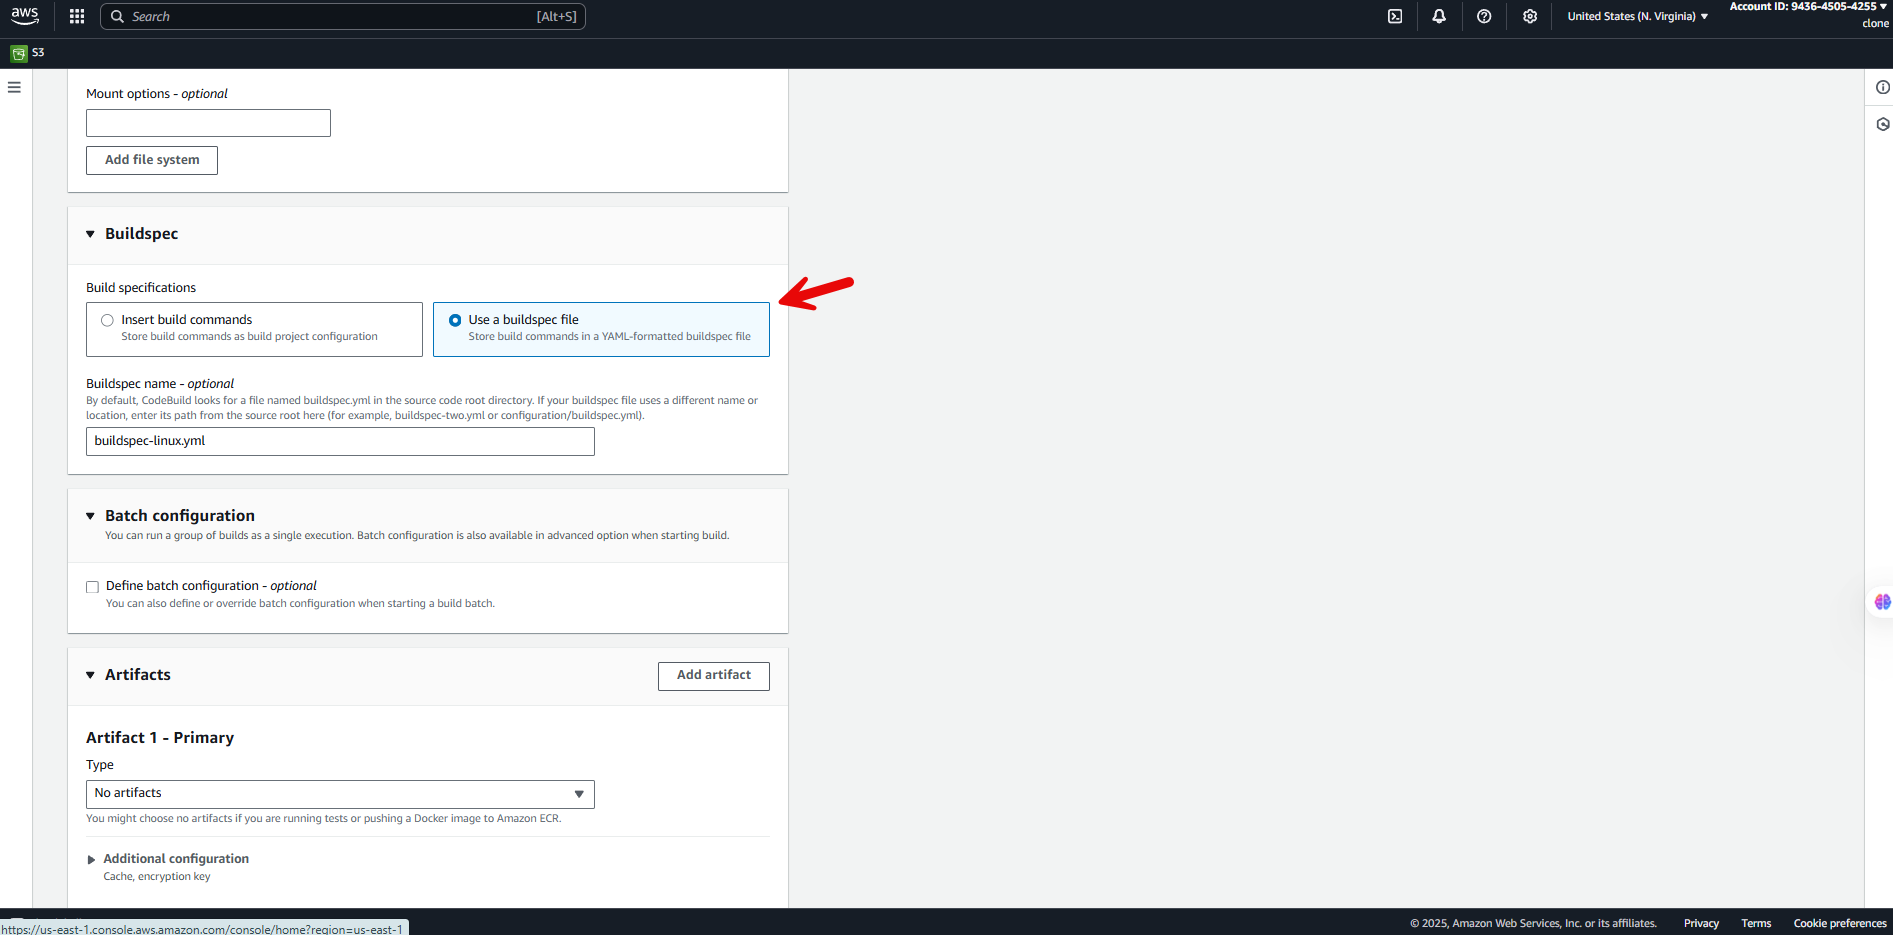 aws
Search
[Alt+S]
United States (N. Virginia)
Account ID: 9436-4505-4255
clone
S3
Mount options - optional
Add file system
Buildspec
Build specifications
Insert build commands
Store build commands as build project configuration
Use a buildspec file
Store build commands in a YAML-formatted buildspec file
Buildspec name - optional
By default, CodeBuild looks for a file named buildspec.yml in the source code root directory. If your buildspec file uses a different name or
location, enter its path from the source root here (for example, buildspec-two.yml or configuration/buildspec.yml).
buildspec-linux.yml
Batch configuration
You can run a group of builds as a single execution. Batch configuration is also available in advanced option when starting build.
Define batch configuration - optional
You can also define or override batch configuration when starting a build batch.
Artifacts
Add artifact
Artifact 1 - Primary
Type
No artifacts
You might choose no artifacts if you are running tests or pushing a Docker image to Amazon ECR.
Additional configuration
Cache, encryption key
https://us-east-1.console.aws.amazon.com/console/home?region=us-east-1
© 2025, Amazon Web Services, Inc. or its affiliates.
Privacy
Terms
Cookie preferences